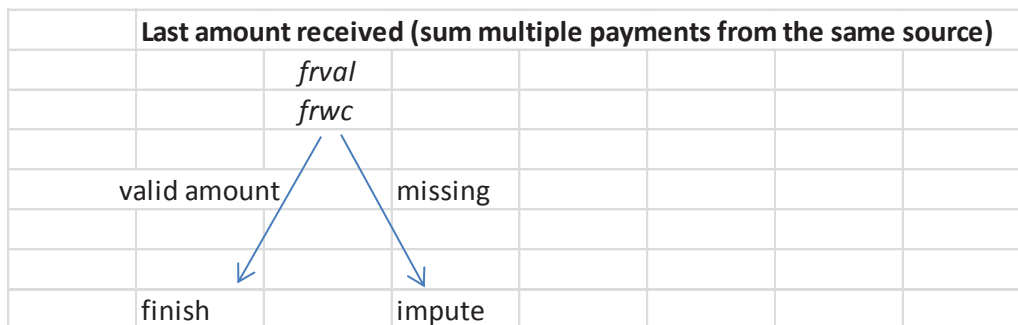 Last amount received (sum multiple payments from the same source)
frval
frwc
valid amount missing
finish impute